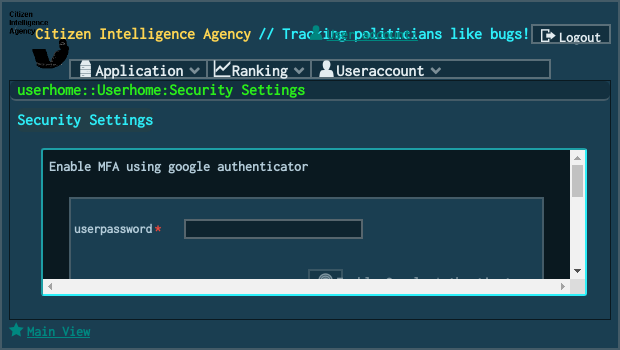 Citizen
Intelligence
Agency
Citizen Intelligence Agency // Tracking politicians like bugs!
Logout
Application
Ranking
Useraccount
userhome::Userhome:Security Settings
Security Settings
Enable MFA using google authenticator
userpassword *
Main View